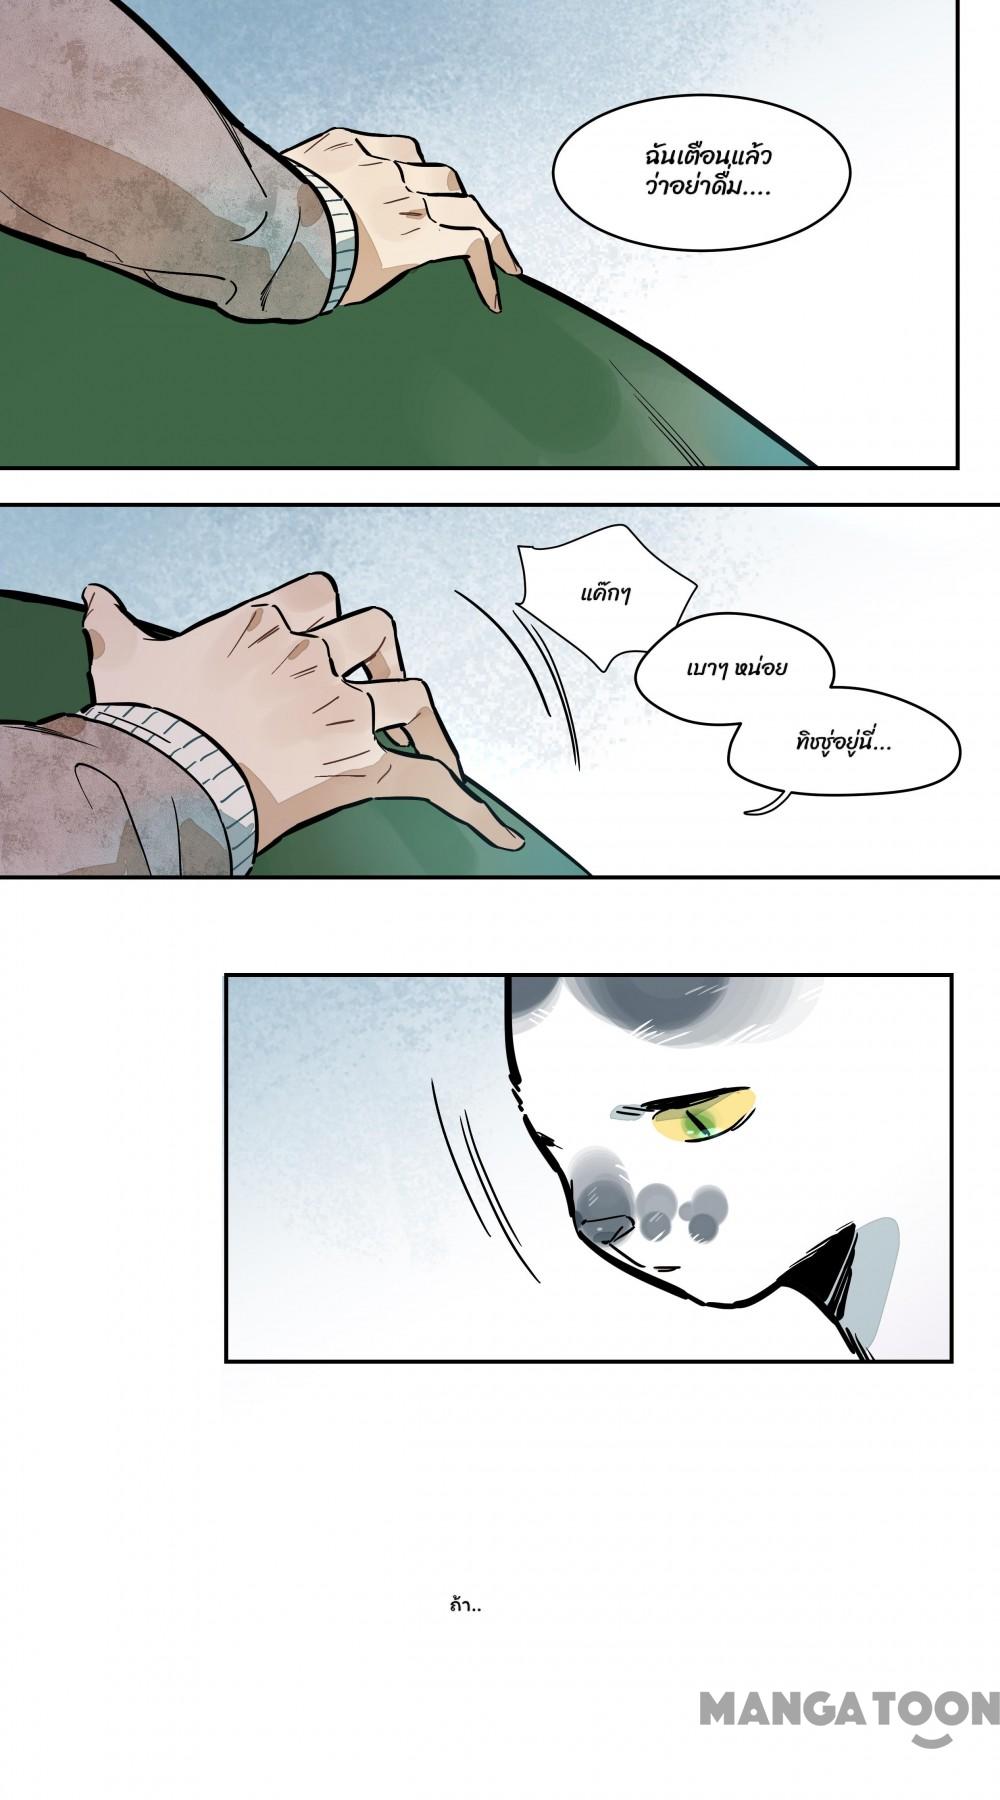 ฉันเตือนแล้ว
ว่าอย่าดื่ม....
แค๊กๆ
เบาๆ หน่อย
ทิชชู่อยู่นี่...
ถ้า..
MANGATOON